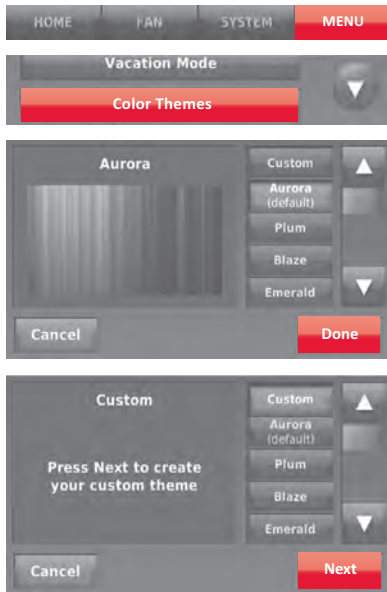 HOME FAN SYSTEM MENU
Vacation Mode
Color Themes
Aurora
Custom
Aurora
(default)
Plum
Blaze
Emerald
Cancel
Done
Custom
Press Next to create
your custom theme
Custom
Aurora
(default)
Plum
Blaze
Emerald
Cancel
Next